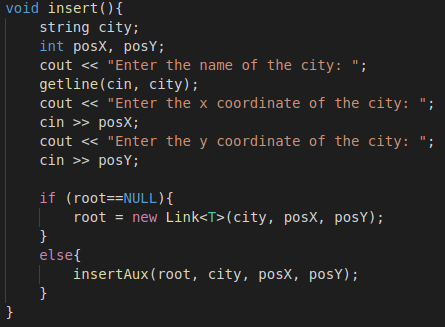 void insert(){
    string city;
    int posX, posY;
    cout << "Enter the name of the city: ";
    getline(cin, city);
    cout << "Enter the x coordinate of the city: ";
    cin >> posX;
    cout << "Enter the y coordinate of the city: ";
    cin >> posY;

    if (root==NULL){
        root = new Link<T>(city, posX, posY);
    }
    else{
        insertAux(root, city, posX, posY);
    }
}